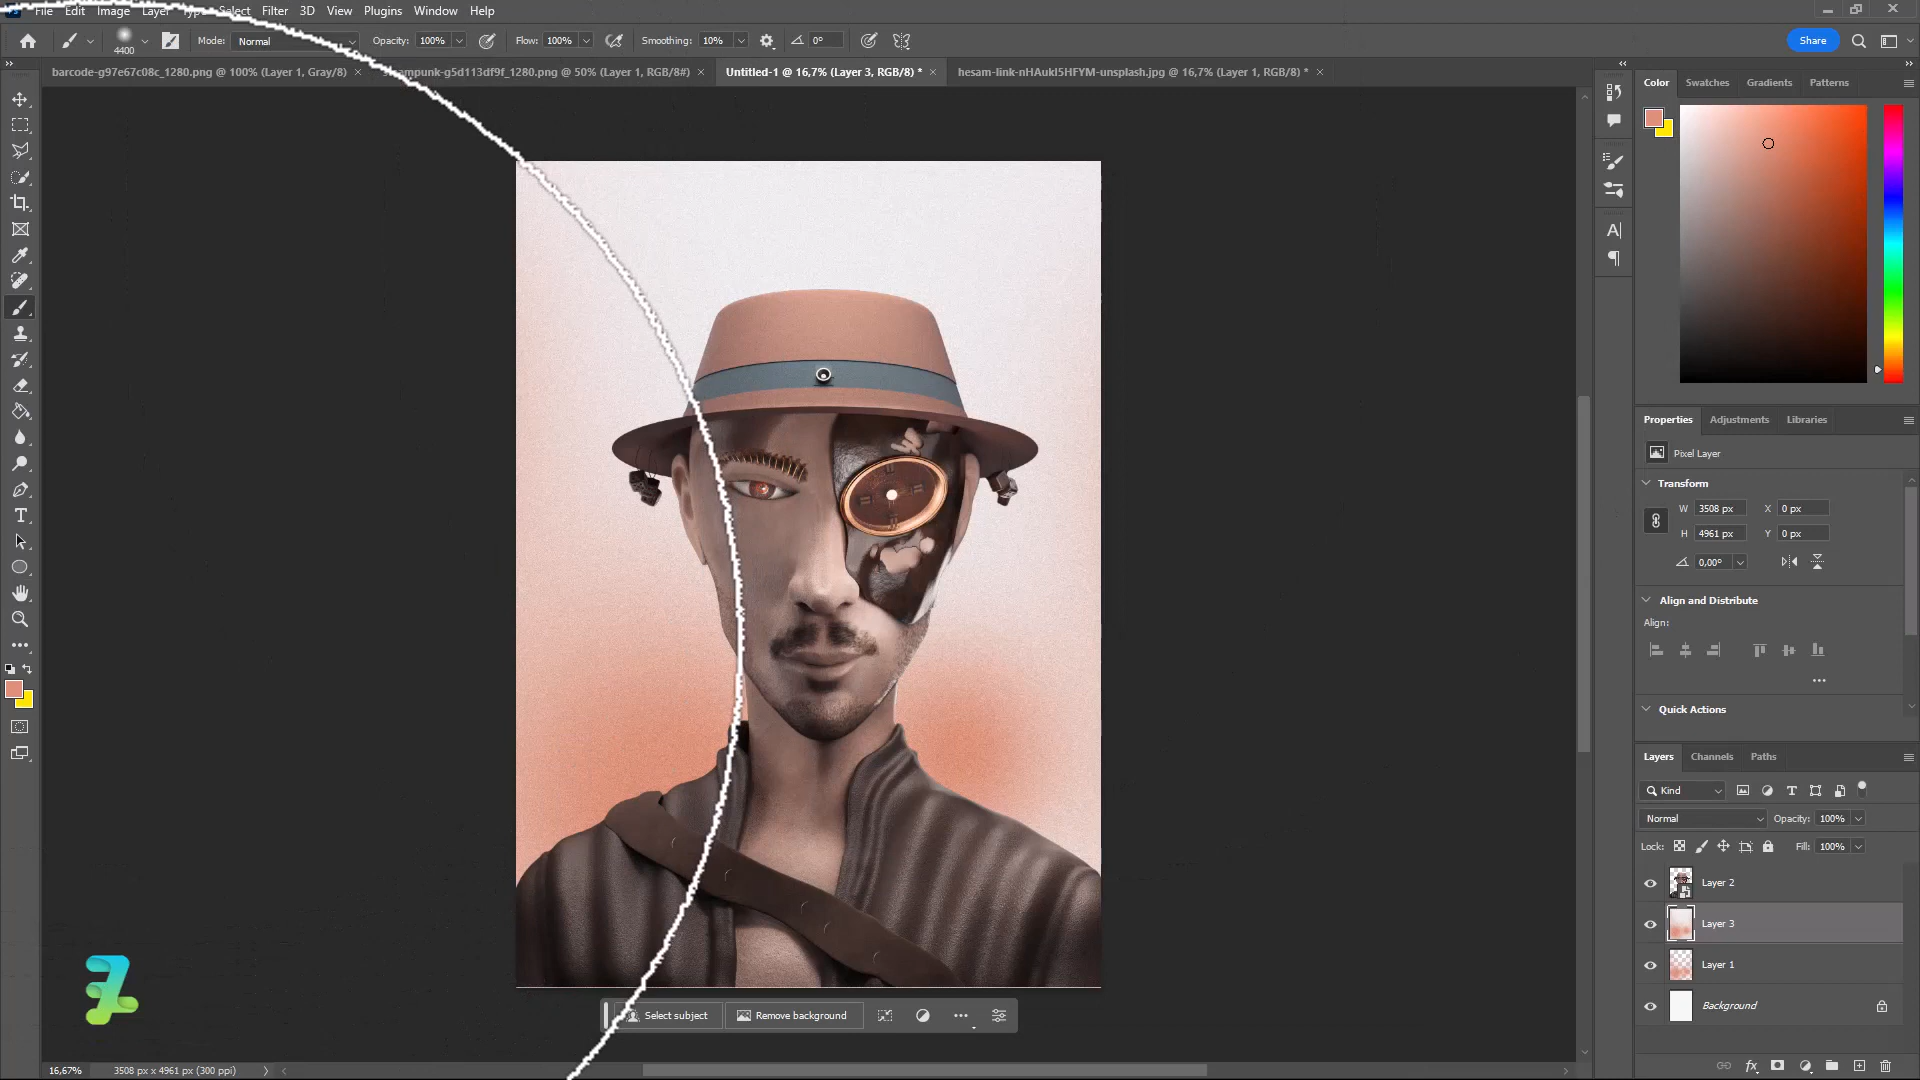 File Edit Image Layer Type Select Filter 3D View Plugins Window Help
4400 Mode: Normal Opacity: 100% Flow: 100% Smoothing: 10% 0° Share
barcode-g97e67c08c_1280.png @ 100% (Layer 1, Gray/8) punk-g5d113df9f_1280.png @ 50% (Layer 1, RGB/8#) Untitled-1 @ 16,7% (Layer 3, RGB/8) * hesam-link-nHAukI5HFYM-unsplash.jpg @ 16,7% (Layer 1, RGB/8) *
Color Swatches Gradients Patterns
Properties Adjustments Libraries
Pixel Layer
Transform
W 3508 px X 0 px
H 4961 px Y 0 px
0,00°
Align and Distribute
Align:
Quick Actions
Layers Channels Paths
Kind
Normal Opacity: 100%
Lock: Fill: 100%
Layer 2
Layer 3
Layer 1
Background
Select subject Remove background
16,67% 3508 px x 4961 px (300 ppi)